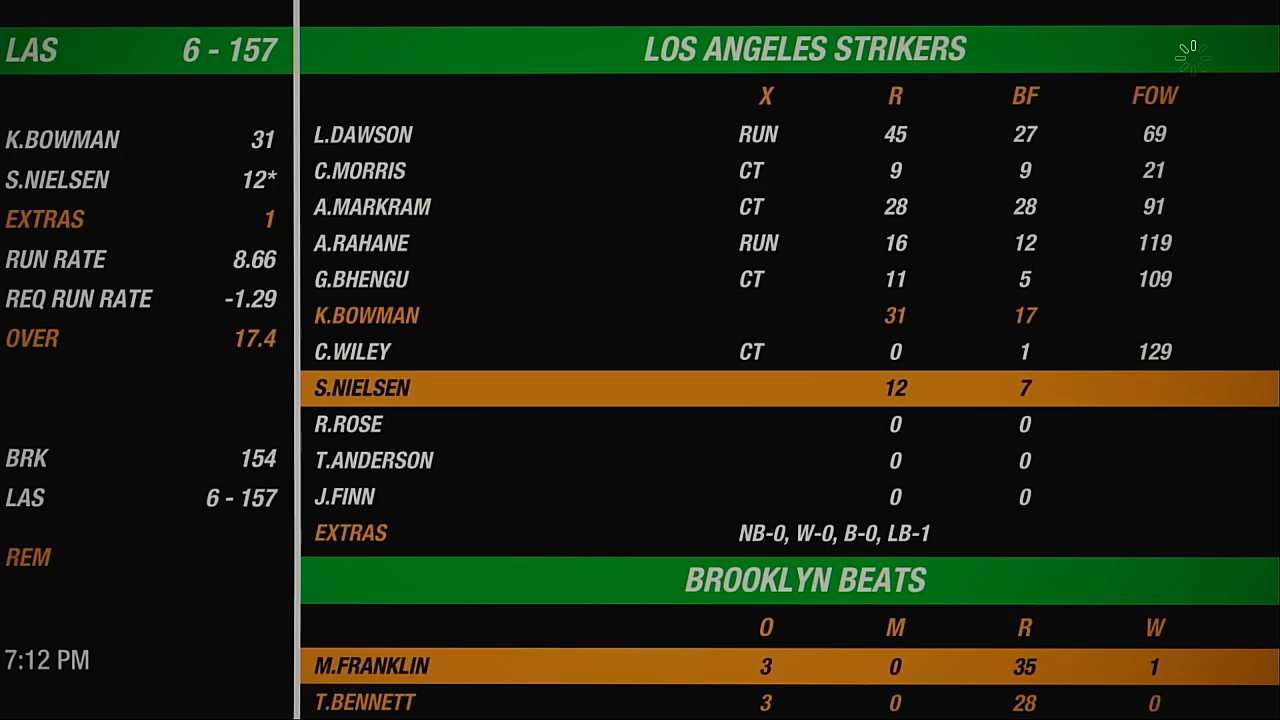 LAS 6 - 157
K.BOWMAN 31
S.NIELSEN 12*
EXTRAS 1
RUN RATE 8.66
REQ RUN RATE -1.29
OVER 17.4
BRK 154
LAS 6 - 157
REM
7:12 PM
LOS ANGELES STRIKERS
X R BF FOW
L.DAWSON RUN 45 27 69
C.MORRIS CT 9 9 21
A.MARKRAM CT 28 28 91
A.RAHANE RUN 16 12 119
G.BHENGU CT 11 5 109
K.BOWMAN 31 17
C.WILEY CT 0 1 129
S.NIELSEN 12 7
R.ROSE 0 0
T.ANDERSON 0 0
J.FINN 0 0
EXTRAS NB-0, W-0, B-0, LB-1
BROOKLYN BEATS
O M R W
M.FRANKLIN 3 0 35 1
T.BENNETT 3 0 28 0